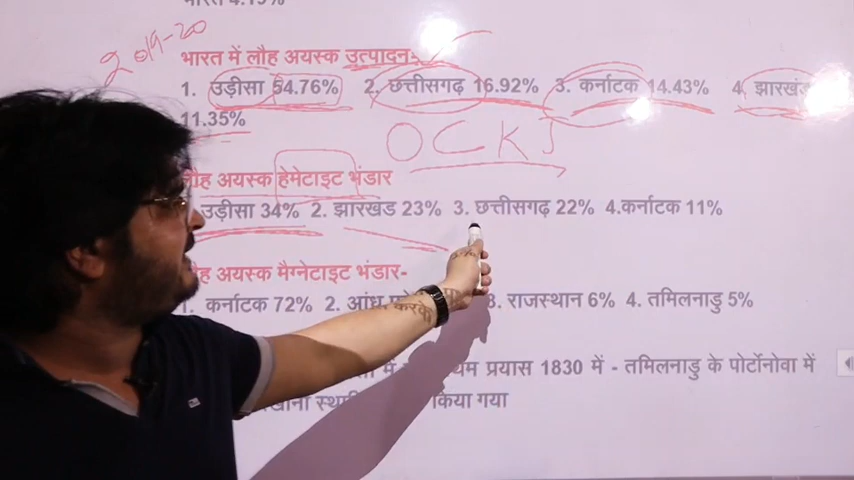 भारत 4.15%
2019-20
भारत में लौह अयस्क उत्पादन-
1. उड़ीसा 54.76% 2. छत्तीसगढ़ 16.92% 3. कर्नाटक 14.43% 4. झारखंड
11.35%
OCKJ
लौह अयस्क हेमेटाइट भंडार
उड़ीसा 34% 2. झारखंड 23% 3. छत्तीसगढ़ 22% 4.कर्नाटक 11%
लौह अयस्क मैग्नेटाइट भंडार-
1. कर्नाटक 72% 2. आंध्र 3. राजस्थान 6% 4. तमिलनाडु 5%
में प्रयास 1830 में - तमिलनाडु के पोर्टोनोवा में
किया गया